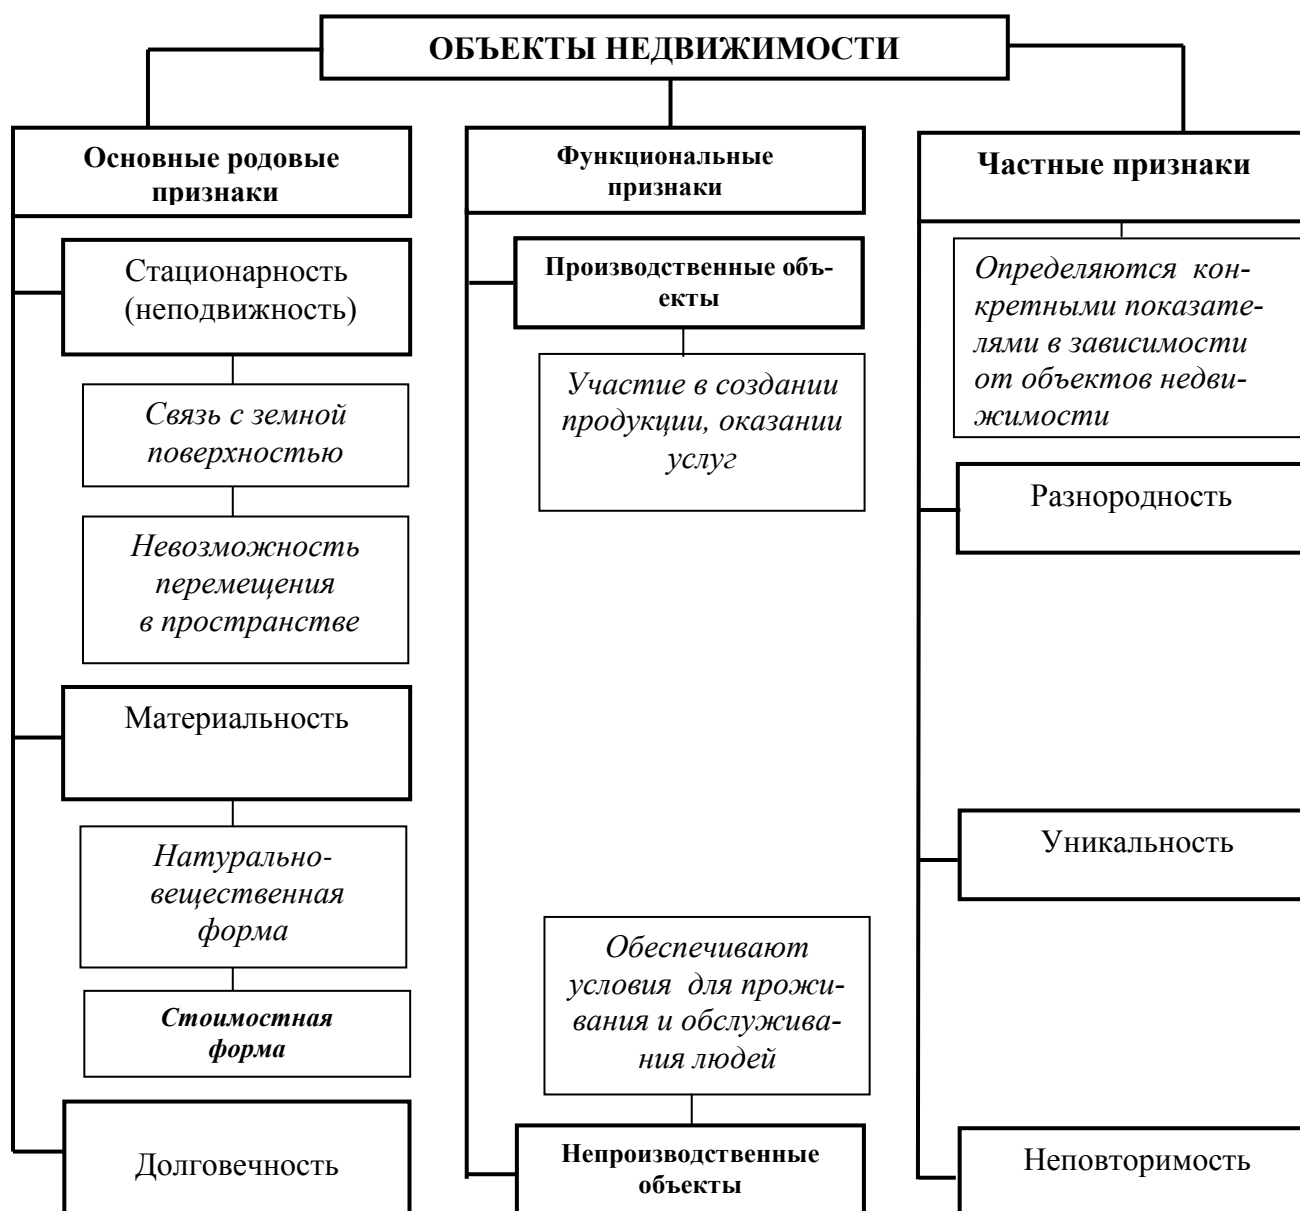 ОБЪЕКТЫ НЕДВИЖИМОСТИ
Основные родовые
признаки
Стационарность
(неподвижность)
Связь с земной
поверхностью
Невозможность
перемещения
в пространстве
Материальность
Натурально-
вещественная
форма
Стоимостная
форма
Долговечность
Функциональные
признаки
Производственные объ-
екты
Участие в создании
продукции, оказании
услуг
Обеспечивают
условия для прожи-
вания и обслужива-
ния людей
Непроизводственные
объекты
Частные признаки
Определяются кон-
кретными показате-
лями в зависимости
от объектов недви-
жимости
Разнородность
Уникальность
Неповторимость